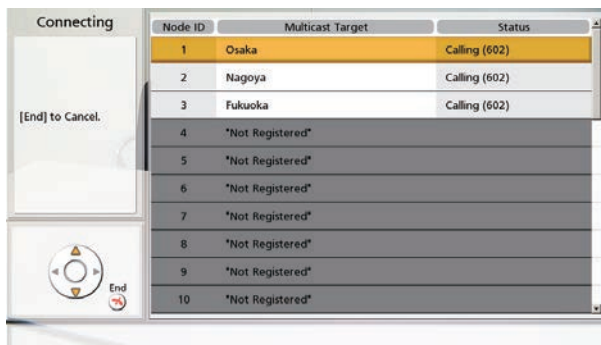 Connecting
[End] to Cancel.
End
Node ID Multicast Target Status
1 Osaka Calling (602)
2 Nagoya Calling (602)
3 Fukuoka Calling (602)
4 "Not Registered"
5 "Not Registered"
6 "Not Registered"
7 "Not Registered"
8 "Not Registered"
9 "Not Registered"
10 "Not Registered"